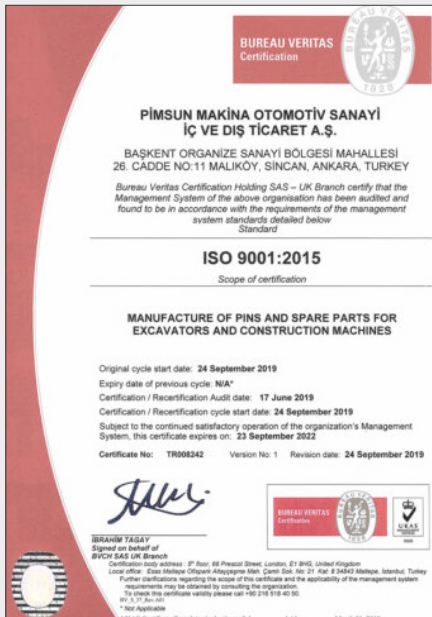 BUREAU VERITAS
Certification
BUREAU VERITAS
1828
PİMSUN MAKİNA OTOMOTİV SANAYİ
İÇ VE DIŞ TİCARET A.Ş.
BAŞKENT ORGANİZE SANAYİ BÖLGESİ MAHALLESİ
26. CADDE NO:11 MALIKÖY, SİNCAN, ANKARA, TURKEY
Bureau Veritas Certification Holding SAS – UK Branch certify that the
Management System of the above organisation has been audited and
found to be in accordance with the requirements of the management
system standards detailed below
Standard
ISO 9001:2015
Scope of certification
MANUFACTURE OF PINS AND SPARE PARTS FOR
EXCAVATORS AND CONSTRUCTION MACHINES
Original cycle start date: 24 September 2019
Expiry date of previous cycle: N/A*
Certification / Recertification Audit date: 17 June 2019
Certification / Recertification cycle start date: 24 September 2019
Subject to the continued satisfactory operation of the organization's Management
System, this certificate expires on: 23 September 2022
Certificate No: TR008242 Version No: 1 Revision date: 24 September 2019
BUREAU VERITAS
Certification
UKAS
İBRAHİM TAGAY
Signed on behalf of
BVCH SAS UK Branch
Certification body address: 5th floor, 66 Prescot Street, London, E1 8HG, United Kingdom
Further clarifications regarding the scope of this certificate and the applicability of the management system
requirements may be obtained by consulting the organization.
To check this certificate validity please call +90 216 518 40 50.
* Not Applicable